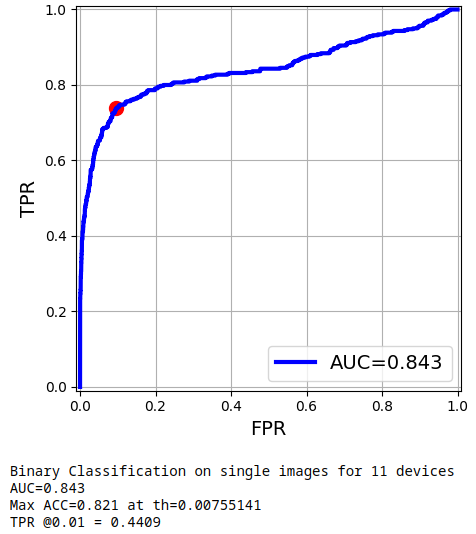 1.0
0.8
0.6
0.4
0.2
0.0
TPR
AUC=0.843
0.0 0.2 0.4 0.6 0.8 1.0
FPR
Binary Classification on single images for 11 devices
AUC=0.843
Max ACC=0.821 at th=0.00755141
TPR @0.01 = 0.4409